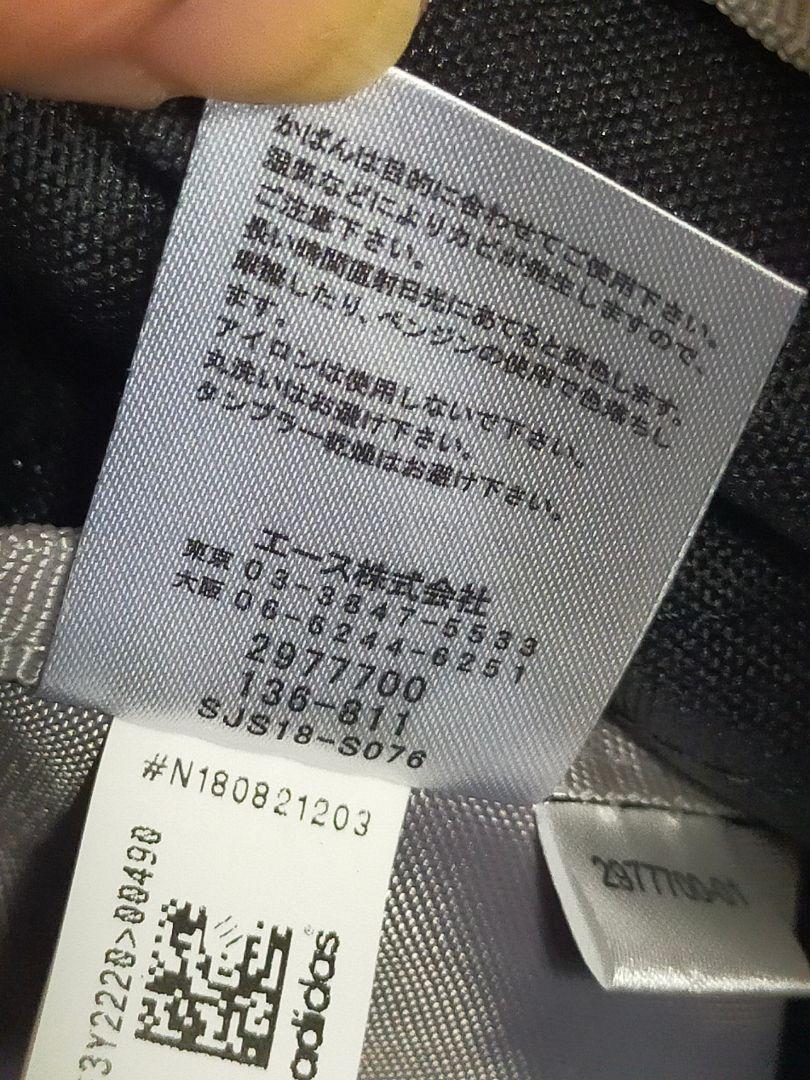 かばんは目的に合わせてご使用下さい。
湿気などによりカビが発生しますので、
ご注意下さい。
長い時間直射日光にあてると変色します。
摩擦したり、ベンジンの使用で色落ちし
ます。
アイロンは使用しないで下さい。
丸洗いはお避け下さい。
タンブラー乾燥はお避け下さい。
エース株式会社
東京 03-3847-5533
大阪 06-6244-6251
2977700
136-811
SJS18-S076
#N180821203
3Y2220>00490
adidas
2977700-01